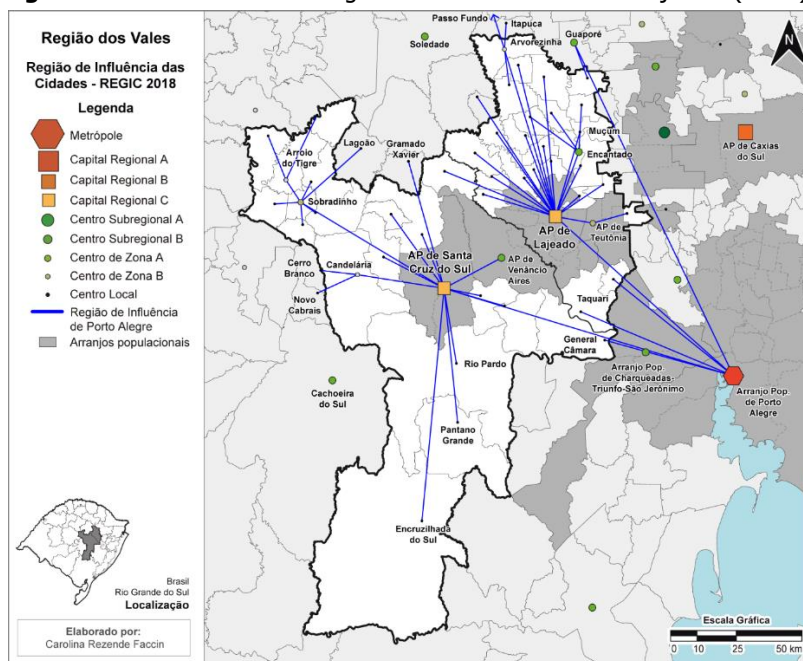 Região dos Vales
Região de Influência das
Cidades - REGIC 2018
Legenda
Metrópole
Capital Regional A
Capital Regional B
Capital Regional C
Centro Subregional A
Centro Subregional B
Centro de Zona A
Centro de Zona B
Centro Local
Região de Influência
de Porto Alegre
Arranjos populacionais
Brasil
Rio Grande do Sul
Localização
Elaborado por:
Carolina Rezende Faccin
Passo Fundo
Itapuca
Arvorezinha
Guaporé
Soledade
N
Muçum
Encantado
AP de Caxias
do Sul
Arroio
do Tigre
Lagoão
Gramado
Xavier
Sobradinho
AP de
Lajeado
AP de
Teutônia
AP de Santa
Cruz do Sul
AP de
Venâncio
Aires
Cerro
Branco
Candelária
Novo
Cabrais
Taquari
General
Câmara
Rio Pardo
Arranjo Pop.
de Charqueadas-
Triunfo-São Jerônimo
Arranjo Pop.
de Porto
Alegre
Cachoeira
do Sul
Pantano
Grande
Encruzilhada
do Sul
Escala Gráfica
0 10 25 50 km